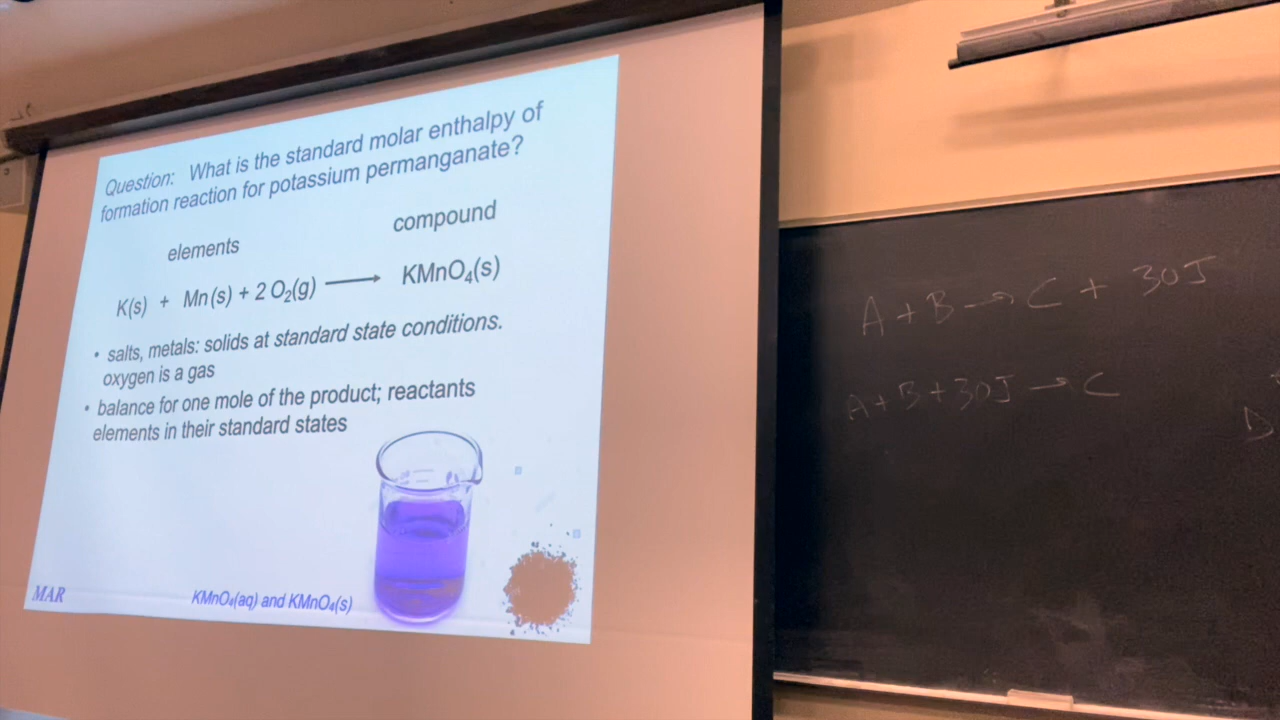 Question: What is the standard molar enthalpy of
formation reaction for potassium permanganate?
elements
compound
K(s) + Mn(s) + 2 O₂(g) ⟶ KMnO₄(s)
• salts, metals: solids at standard state conditions.
oxygen is a gas
• balance for one mole of the product; reactants
elements in their standard states
MAR
KMnO₄(aq) and KMnO₄(s)
A + B → C + 30J
A + B + 30J → C